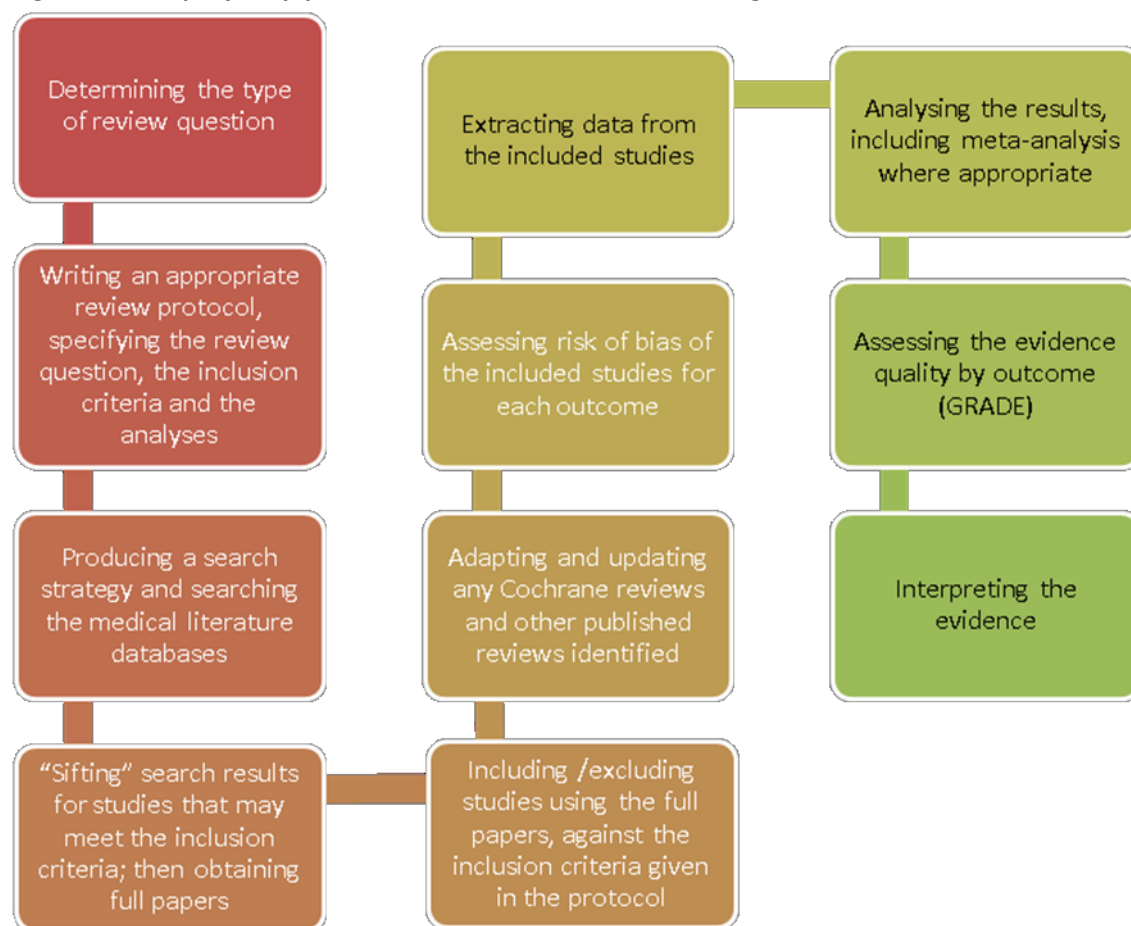 Determining the type
of review question
Writing an appropriate
review protocol,
specifying the review
question, the inclusion
criteria and the
analyses
Producing a search
strategy and searching
the medical literature
databases
“Sifting” search results
for studies that may
meet the inclusion
criteria; then obtaining
full papers
Including /excluding
studies using the full
papers, against the
inclusion criteria given
in the protocol
Adapting and updating
any Cochrane reviews
and other published
reviews identified
Assessing risk of bias of
the included studies for
each outcome
Extracting data from
the included studies
Analysing the results,
including meta-analysis
where appropriate
Assessing the evidence
quality by outcome
(GRADE)
Interpreting the
evidence